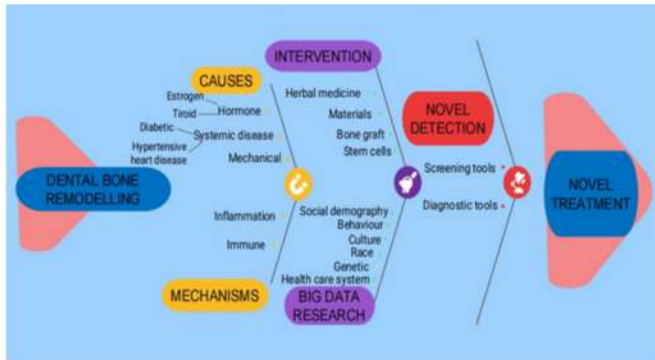 INTERVENTION
CAUSES
Estrogen
Tiroid
Hormone
Diabetic
Systemic disease
Hypertensive
heart disease
Mechanical
Herbal medicine
Materials
Bone graft
Stem cells
NOVEL
DETECTION
Screening tools
Diagnostic tools
DENTAL BONE
REMODELLING
NOVEL
TREATMENT
Inflammation
Immune
MECHANISMS
Social demography
Behaviour
Culture
Race
Genetic
Health care system
BIG DATA
RESEARCH